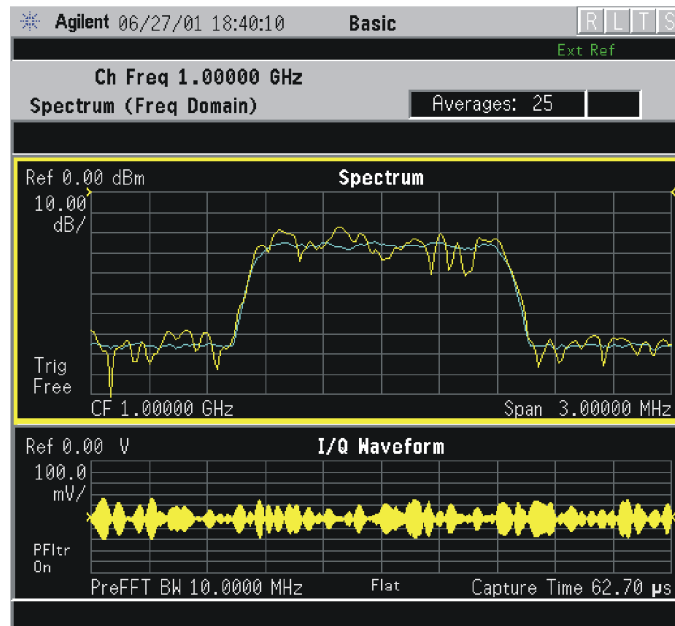 Agilent 06/27/01 18:40:10 Basic R L T S
Ext Ref
Ch Freq 1.00000 GHz
Spectrum (Freq Domain) Averages: 25
Ref 0.00 dBm Spectrum
10.00
dB/
Trig
Free
CF 1.00000 GHz Span 3.00000 MHz
Ref 0.00 V I/Q Waveform
100.0
mV/
PFltr
On
PreFFT BW 10.0000 MHz Flat Capture Time 62.70 µs